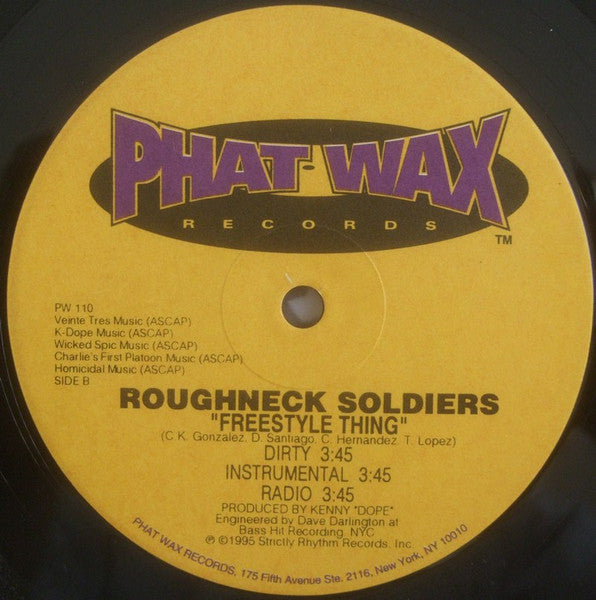 PHAT·WAX
RECORDS
TM
PW 110
Veinte Tres Music (ASCAP)
K-Dope Music (ASCAP)
Wicked Spic Music (ASCAP)
Charlie's First Platoon Music (ASCAP)
Homicidal Music (ASCAP)
SIDE B
ROUGHNECK SOLDIERS
"FREESTYLE THING"
(C.K. Gonzalez, D. Santiago, C. Hernandez, T. Lopez)
DIRTY 3:45
INSTRUMENTAL 3:45
RADIO 3:45
PRODUCED BY KENNY "DOPE"
Engineered by Dave Darlington at
Bass Hit Recording, NYC
℗ ©1995 Strictly Rhythm Records, Inc.
PHAT WAX RECORDS, 175 Fifth Avenue Ste. 2116, New York, NY 10010